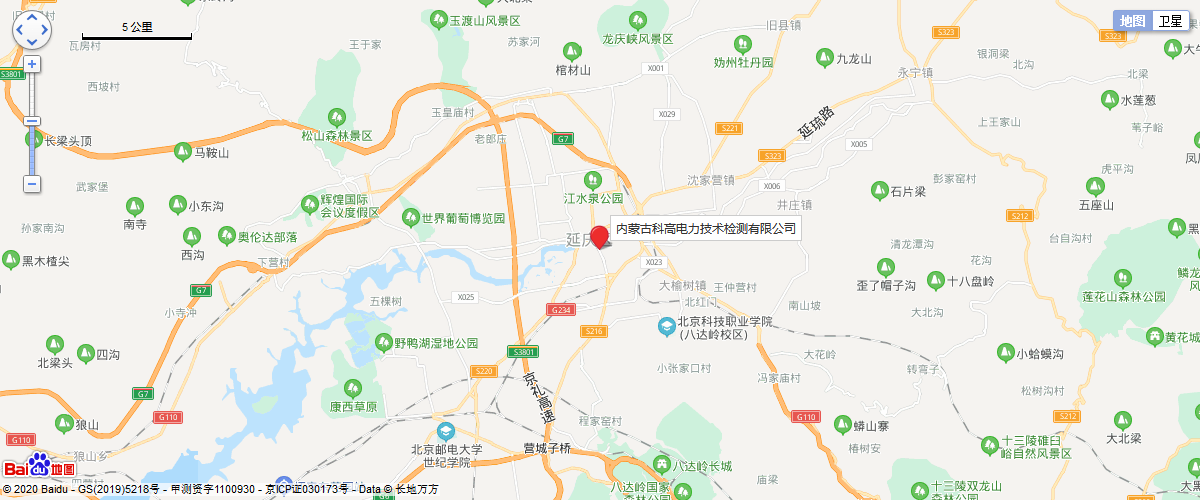 玉渡山风景区
旧县镇
地图
卫星
5 公里
苏家河
龙庆峡风景区
S323
S323
瓦房村
王于家
妫州牡丹园
棺材山
九龙山
银洞梁
北沟
永宁镇
北梁
X001
S3801
西坡村
水莲葱
玉皇庙村
X029
延琉路
上王家山
苇子峪
松山森林景区
S221
长梁头顶
老郎庙
G7
X005
马鞍山
S323
虎平沟
武家堡
江水泉公园
沈家营镇
X006
石片梁
彭家窑村
五座山
辉煌国际
会议度假区
南寺
小东沟
世界葡萄博览园
井庄镇
S212
孙家南沟
内蒙古科高电力技术检测有限公司
奥伦达部落
西沟
延庆
清龙潭沟
台自沟村
黑木楂尖
下营村
X023
歪了帽子沟
花沟
十八盘岭
G7
五棵树
X025
大榆树镇
王仲营村
北红门
南山坡
大北沟
莲花山森林公园
小寺冲
G234
北京科技职业学院
(八达岭校区)
S216
黄花城
北梁头
四沟
野鸭湖湿地公园
S3801
大花岭
小蛤蟆沟
小张家口村
转弯子
S220
京礼高速
冯家庙村
松树沟村
康西草原
G7
G110
G110
S212
狼山
程家窑村
蟒山寨
大北梁
G110
北京邮电大学
世纪学院
营城子桥
椿树安
十三陵碓臼
峪自然风景区
狼山乡
Bai du 地图
八达岭长城
八达岭国家
森林公园
庙梁
十三陵双龙山
森林公园
© 2020 Baidu - GS(2019)5218号 - 甲测资字1100930 - 京ICP证030173号 - Data © 长地万方